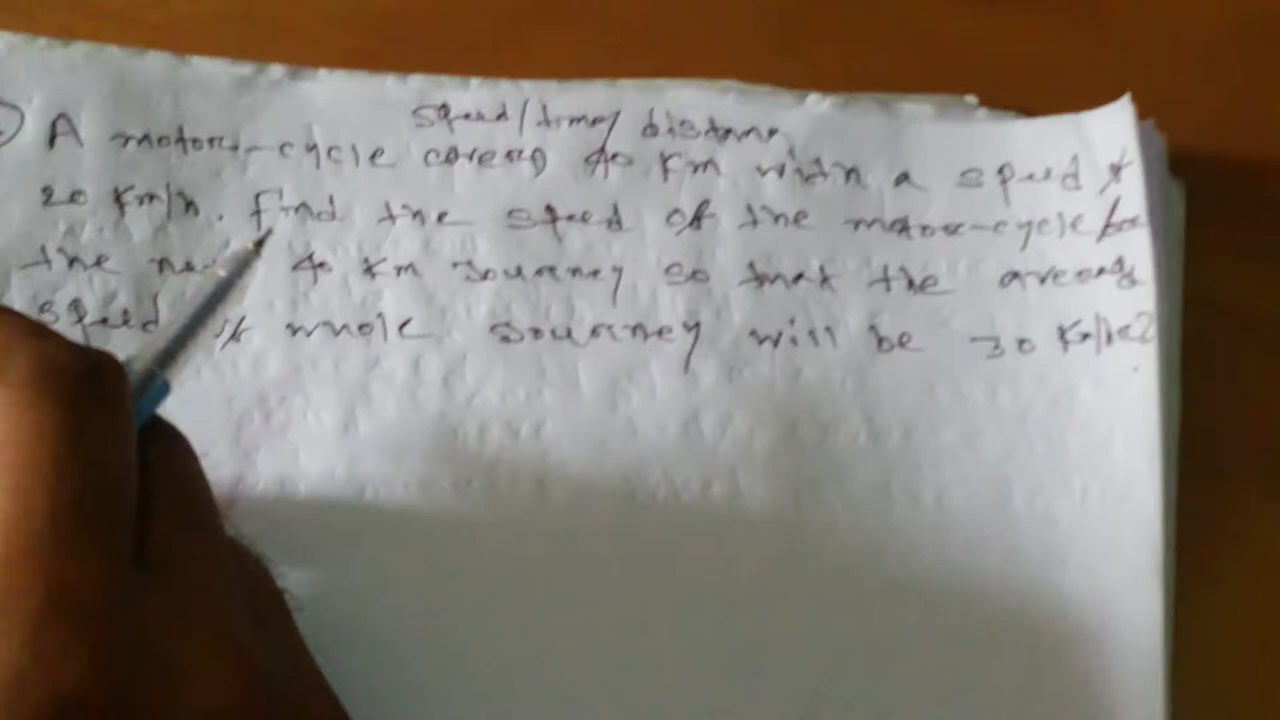 speed/time/distance
A motor-cycle covers 40 km with a speed of
20 Km/h. find the speed of the motor-cycle for
the 40 km Journey so that the average
speed of whole Journey will be 30 Km/h?